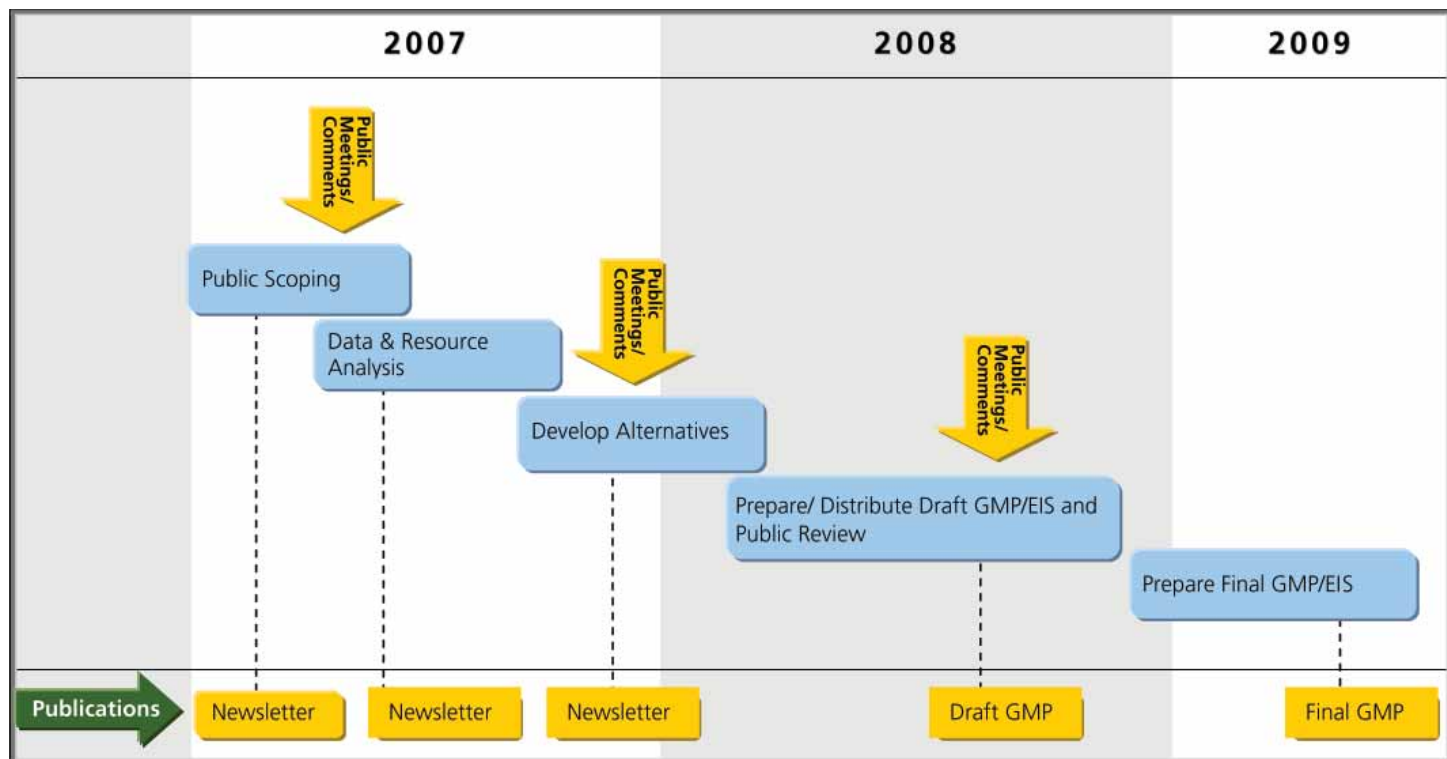 2007
2008
2009
Public
Meetings/
Comments
Public Scoping
Public
Meetings/
Comments
Data & Resource
Analysis
Public
Meetings/
Comments
Develop Alternatives
Prepare/ Distribute Draft GMP/EIS and
Public Review
Prepare Final GMP/EIS
Publications
Newsletter
Newsletter
Newsletter
Draft GMP
Final GMP